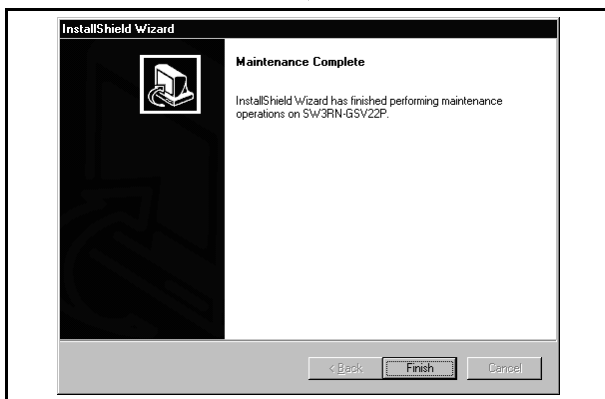 InstallShield Wizard
Maintenance Complete
InstallShield Wizard has finished performing maintenance
operations on SW3RN-GSV22P.
< Back
Finish
Cancel